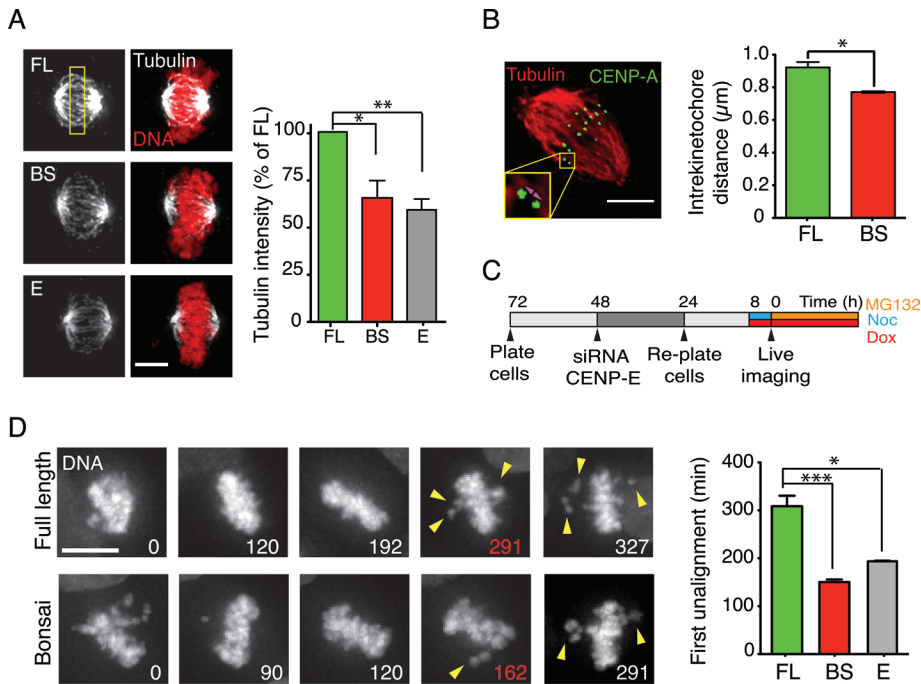 A
FL
Tubulin
DNA
BS
E
Tubulin intensity (% of FL)
100
75
50
25
0
*
**
FL BS E
B
Tubulin CENP-A
Intrekinetochore
distance (µm)
1.0
0.8
0.6
0.4
0.2
0
*
FL BS
C
72 48 24 8 0 Time (h)
MG132
Noc
Dox
Plate
cells
siRNA
CENP-E
Re-plate
cells
Live
imaging
D
Full length
DNA
0 120 192 291 327
Bonsai
0 90 120 162 291
First unalignment (min)
400
300
200
100
0
*
***
FL BS E